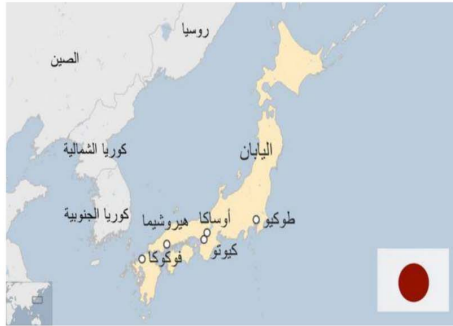 روسيا
الصين
كوريا الشمالية
اليابان
كوريا الجنوبية
هيروشيما
أوساكا
طوكيو
كيوتو
فوكوكا